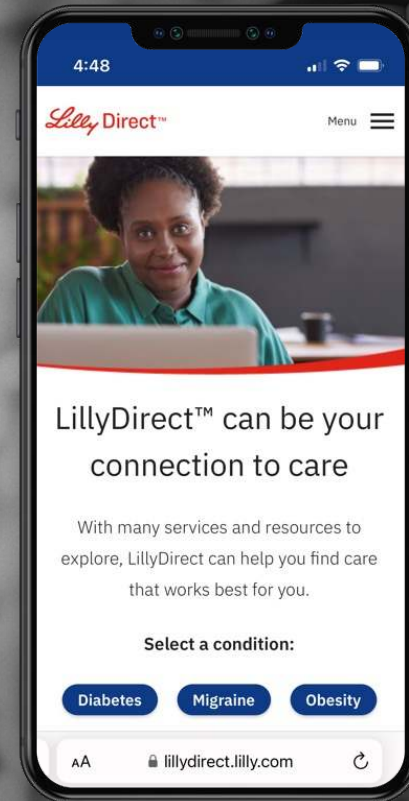 4:48
Lilly Direct™
Menu
LillyDirect™ can be your
connection to care
With many services and resources to
explore, LillyDirect can help you find care
that works best for you.
Select a condition:
Diabetes Migraine Obesity
AA lillydirect.lilly.com